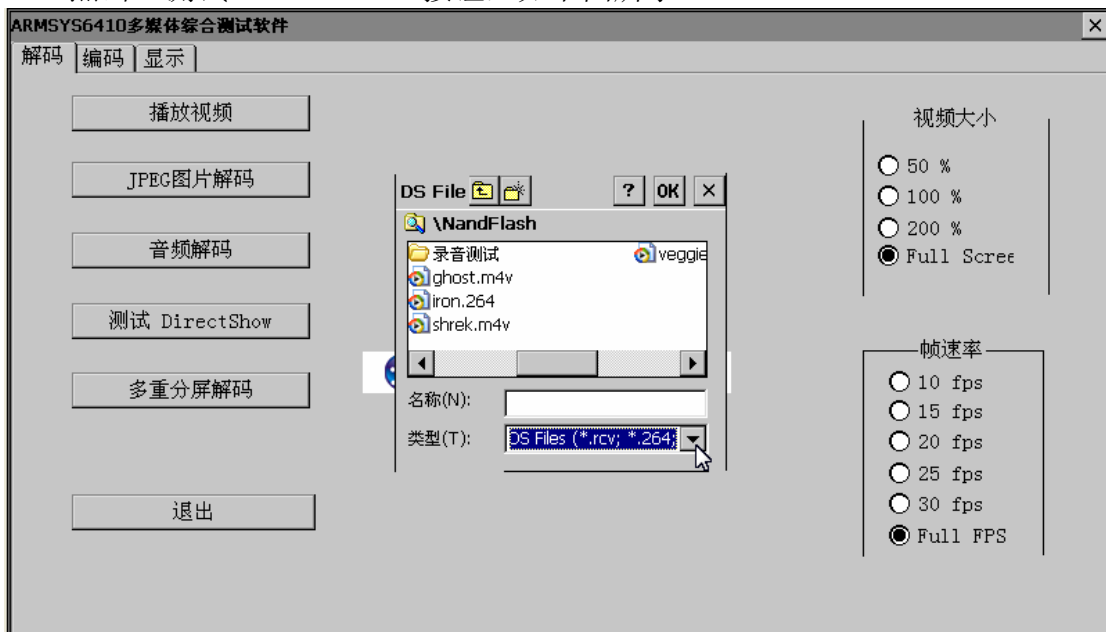 ARMSYS6410多媒体综合测试软件
解码 编码 显示
播放视频
JPEG图片解码
音频解码
测试 DirectShow
多重分屏解码
退出
DS File ? OK ×
\NandFlash
录音测试
ghost.m4v
iron.264
shrek.m4v
veggie
名称(N):
类型(T): DS Files (*.rcv; *.264;
视频大小
50 %
100 %
200 %
Full Scree
帧速率
10 fps
15 fps
20 fps
25 fps
30 fps
Full FPS